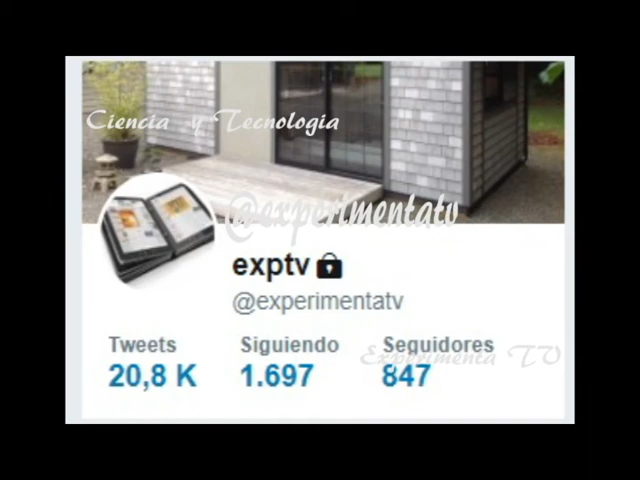 Ciencia y Tecnologia
@experimentatv
exptv
@experimentatv
Tweets Siguiendo Seguidores
Experimenta TV
20,8 K 1.697 847